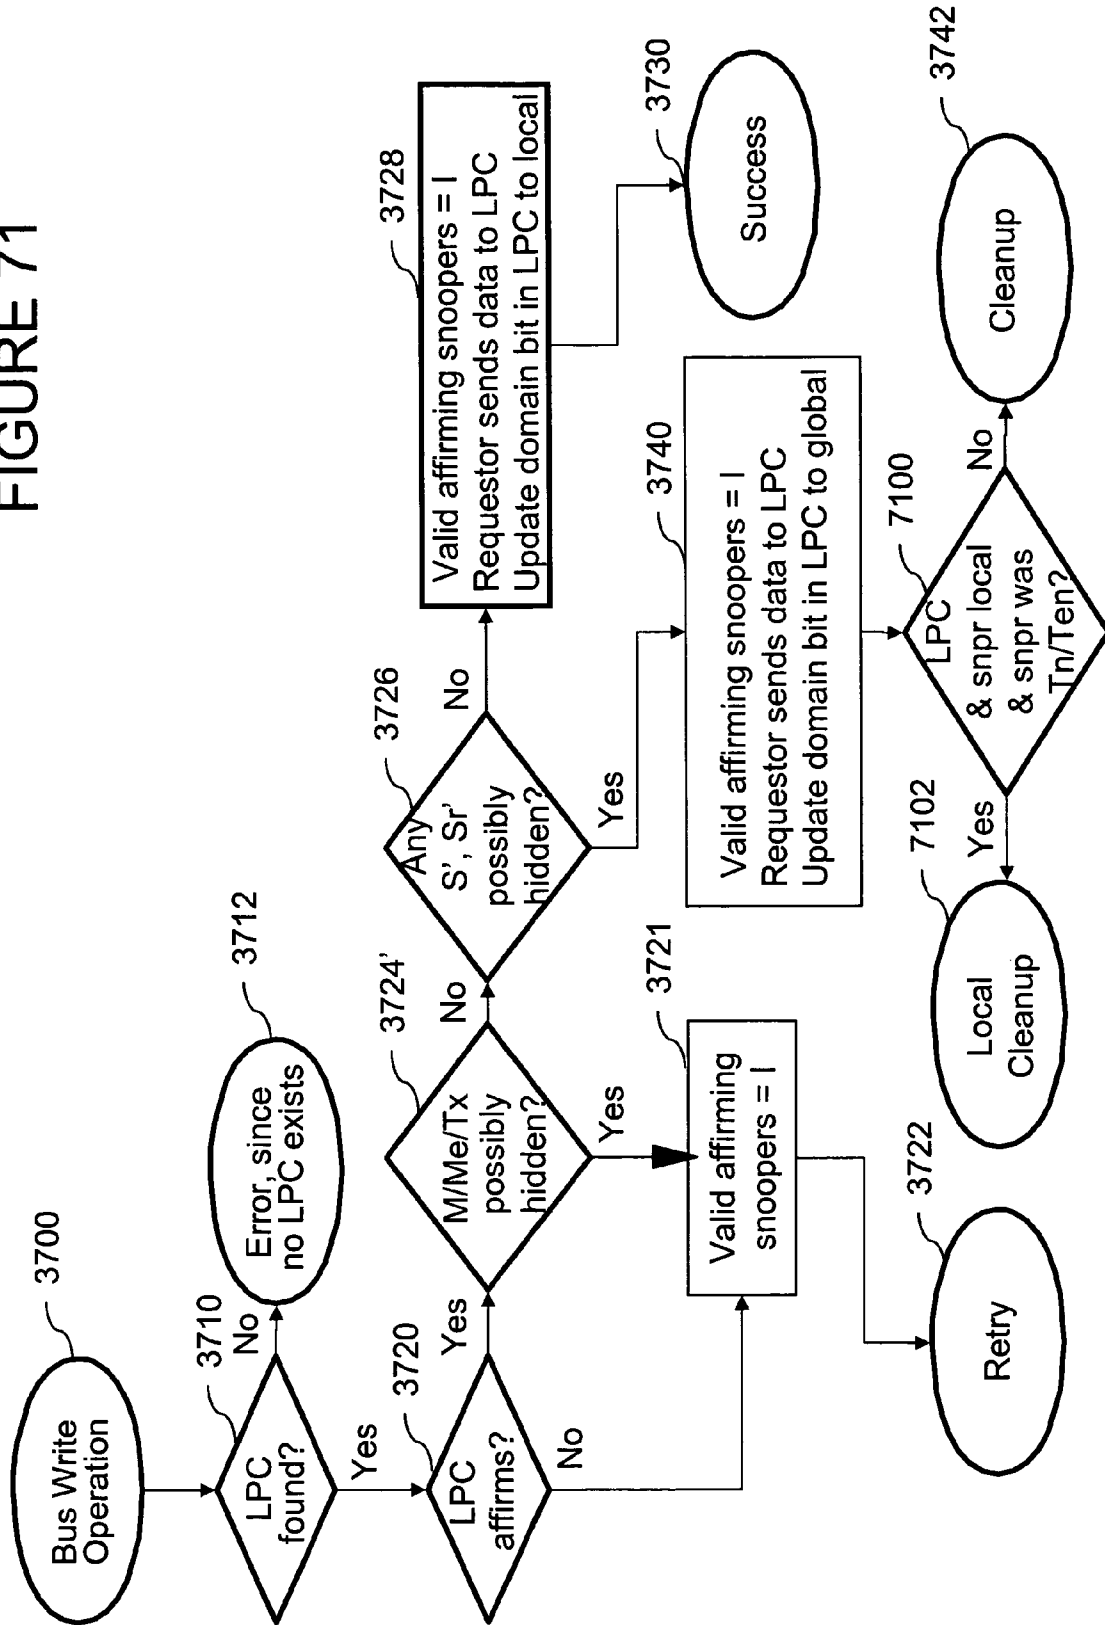 FIGURE 71
3700
Bus Write
Operation
3710
LPC
found?
No
3712
Error, since
no LPC exists
Yes
3720
LPC
affirms?
Yes
No
3724'
M/Me/Tx
possibly
hidden?
No
Yes
3726
Any
S', Sr'
possibly
hidden?
No
Yes
3728
Valid affirming snoopers = I
Requestor sends data to LPC
Update domain bit in LPC to local
3730
Success
3721
Valid affirming
snoopers = I
3722
Retry
3740
Valid affirming snoopers = I
Requestor sends data to LPC
Update domain bit in LPC to global
7100
LPC
& snpr local
& snpr was
Tn/Ten?
Yes
No
7102
Local
Cleanup
3742
Cleanup